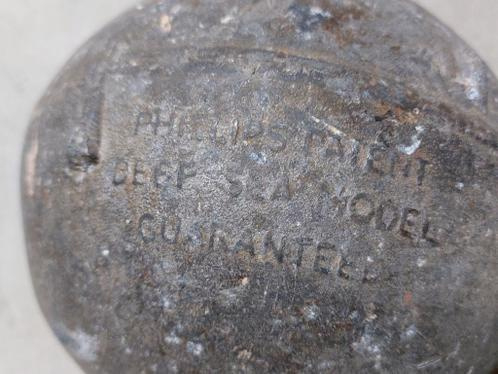 PHILLIPS PATENT
DEEP SEA MODEL
GUARANTEED